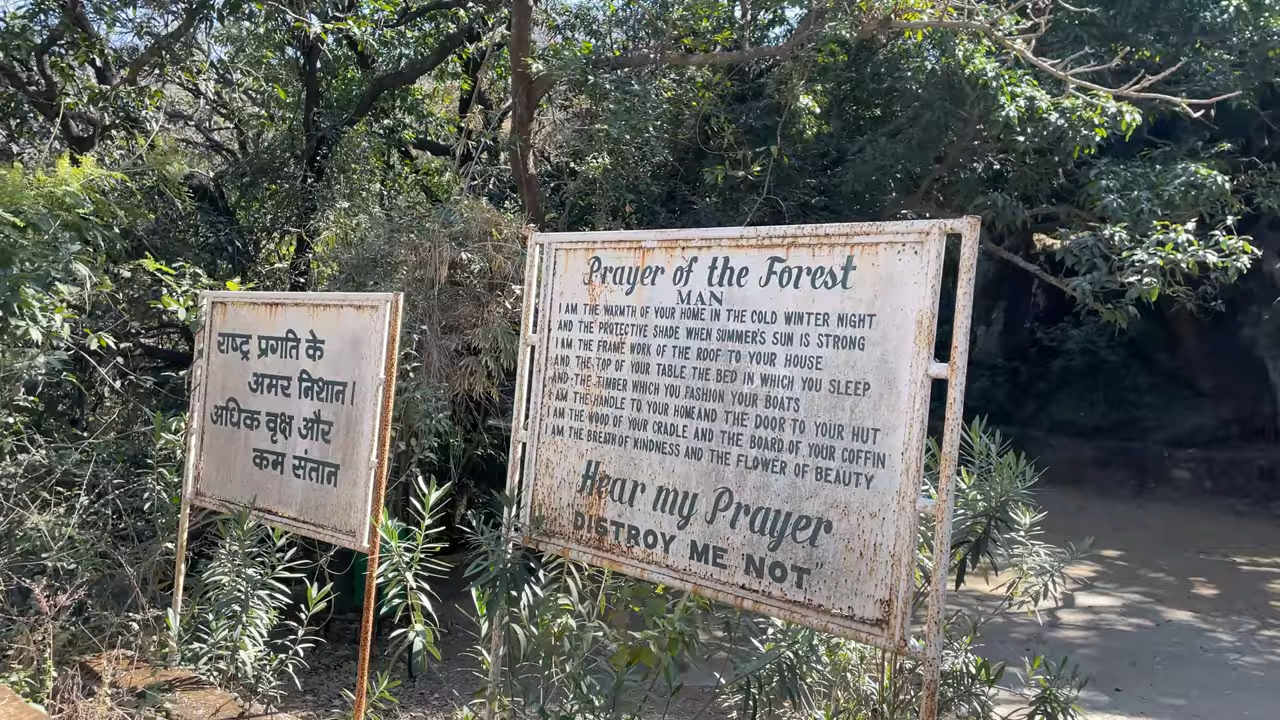 राष्ट्र प्रगति के
अमर निशान।
अधिक वृक्ष और
कम संतान
Prayer of the Forest
MAN
I AM THE WARMTH OF YOUR HOME IN THE COLD WINTER NIGHT
AND THE PROTECTIVE SHADE WHEN SUMMER'S SUN IS STRONG
I AM THE FRAME WORK OF THE ROOF TO YOUR HOUSE
AND THE TOP OF YOUR TABLE THE BED IN WHICH YOU SLEEP
AND THE TIMBER WHICH YOU FASHION YOUR BOATS
I AM THE HANDLE TO YOUR HOME AND THE DOOR TO YOUR HUT
I AM THE WOOD OF YOUR CRADLE AND THE BOARD OF YOUR COFFIN
I AM THE BREATH OF KINDNESS AND THE FLOWER OF BEAUTY
Hear my Prayer
DISTROY ME NOT"